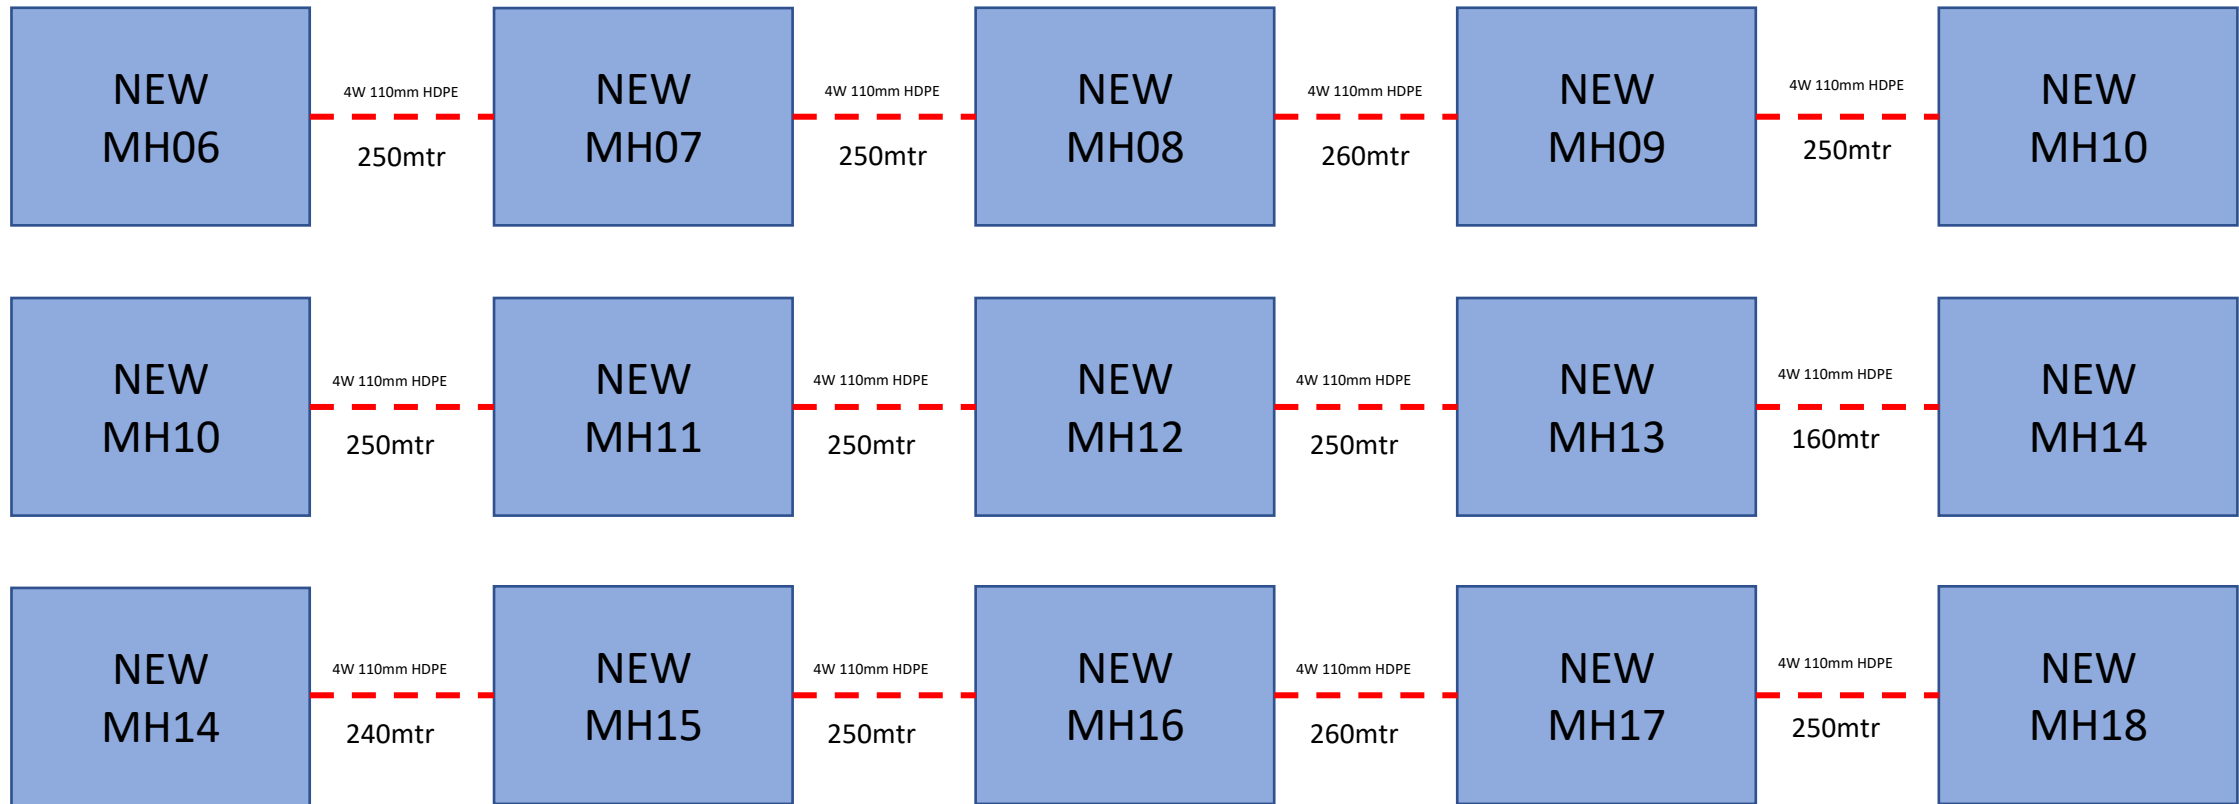 NEW
MH06
4W 110mm HDPE
250mtr
NEW
MH07
4W 110mm HDPE
250mtr
NEW
MH08
4W 110mm HDPE
260mtr
NEW
MH09
4W 110mm HDPE
250mtr
NEW
MH10
NEW
MH10
4W 110mm HDPE
250mtr
NEW
MH11
4W 110mm HDPE
250mtr
NEW
MH12
4W 110mm HDPE
250mtr
NEW
MH13
4W 110mm HDPE
160mtr
NEW
MH14
NEW
MH14
4W 110mm HDPE
240mtr
NEW
MH15
4W 110mm HDPE
250mtr
NEW
MH16
4W 110mm HDPE
260mtr
NEW
MH17
4W 110mm HDPE
250mtr
NEW
MH18